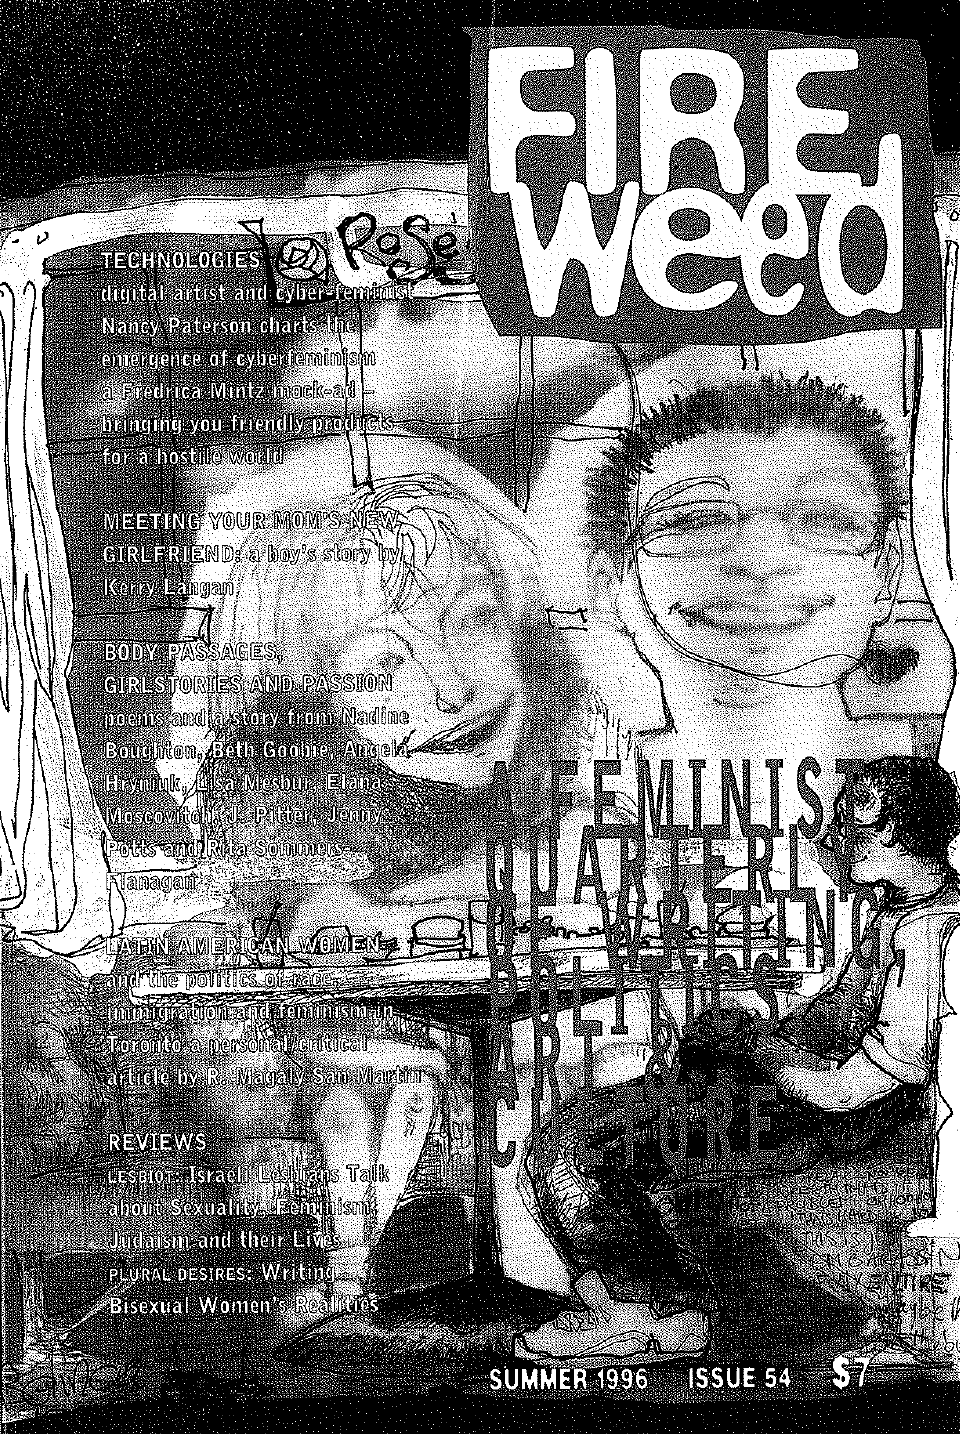 FIRE
weed
Rose
TECHNOLOGIES
digital artist and cyber-feminist
Nancy Paterson charts the
emergence of cyberfeminism
a Fredrica Mintz mock-ad –
bringing you friendly products
for a hostile world
MEETING YOUR MOM'S NEW
GIRLFRIEND: a boy's story by
Kerry Langan
BODY PASSAGES,
GIRLSTORIES AND PASSION
poems and a story from Nadine
Boughton, Beth Goobie, Angela
Hryniuk, Lisa Mesbur, Elana
Moscovitch, J. Pitter, Jenny
Potts and Rita Sommers-
Flanagan
LATIN AMERICAN WOMEN
and the politics of race,
immigration and feminism in
Toronto a personal/critical
article by R. Magaly San Martin
REVIEWS
LESBIOT: Israeli Lesbians Talk
about Sexuality, Feminism,
Judaism and their Lives
PLURAL DESIRES: Writing
Bisexual Women's Realities
A FEMINIST
QUARTERLY
OF WRITING,
POLITICS,
ART &
CULTURE
SUMMER 1996 ISSUE 54 $7